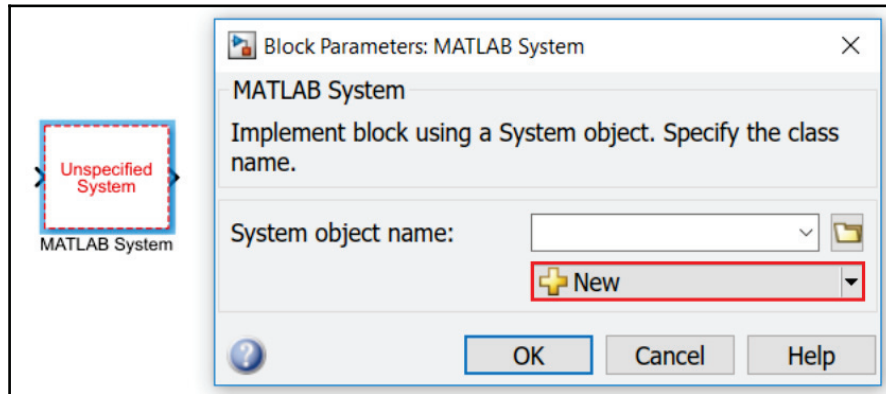 Unspecified
System
MATLAB System
Block Parameters: MATLAB System
MATLAB System
Implement block using a System object. Specify the class
name.
System object name:
New
OK
Cancel
Help